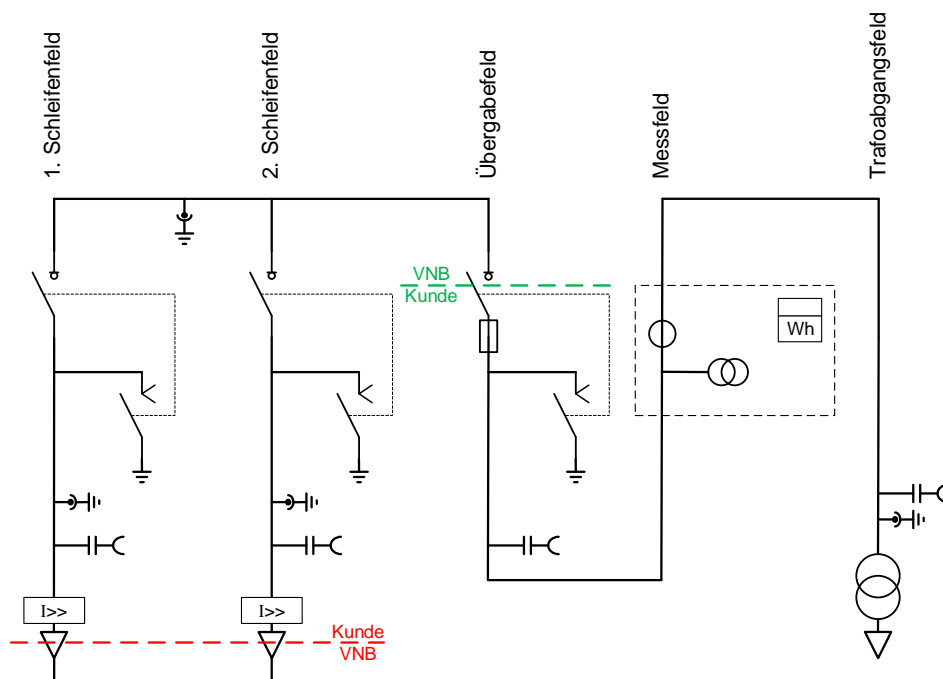 1. Schleifenfeld
2. Schleifenfeld
Übergabefeld
Messfeld
Trafoabgangsfeld
VNB
Kunde
Wh
I>>
I>>
Kunde
VNB